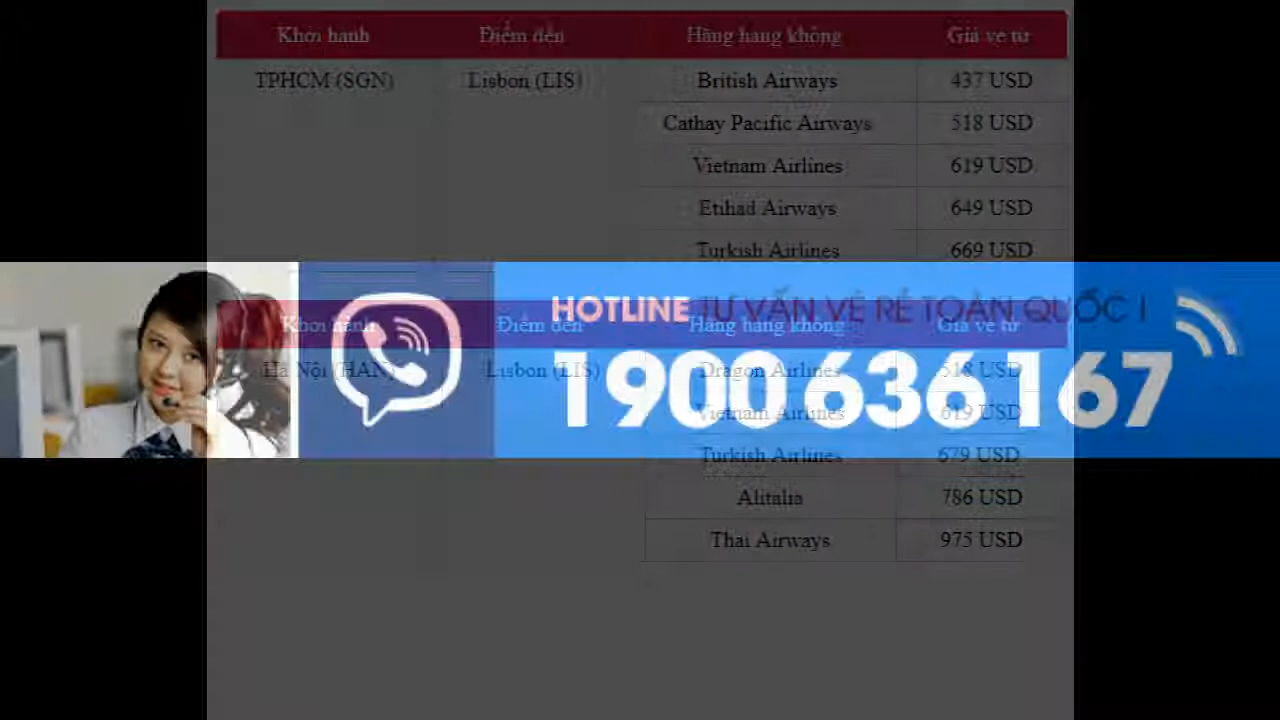 Khởi hành Điểm đến Hãng hàng không Giá vé từ
TPHCM (SGN) Lisbon (LIS) British Airways 437 USD
Cathay Pacific Airways 518 USD
Vietnam Airlines 619 USD
Etihad Airways 649 USD
Turkish Airlines 669 USD
HOTLINE TƯ VẤN VÉ RẺ TOÀN QUỐC !
Khởi hành Điểm đến Hãng hàng không Giá vé từ
Hà Nội (HAN) Lisbon (LIS) Dragon Airlines 518 USD
1900 636 167
Vietnam Airlines 619 USD
Turkish Airlines 679 USD
Alitalia 786 USD
Thai Airways 975 USD